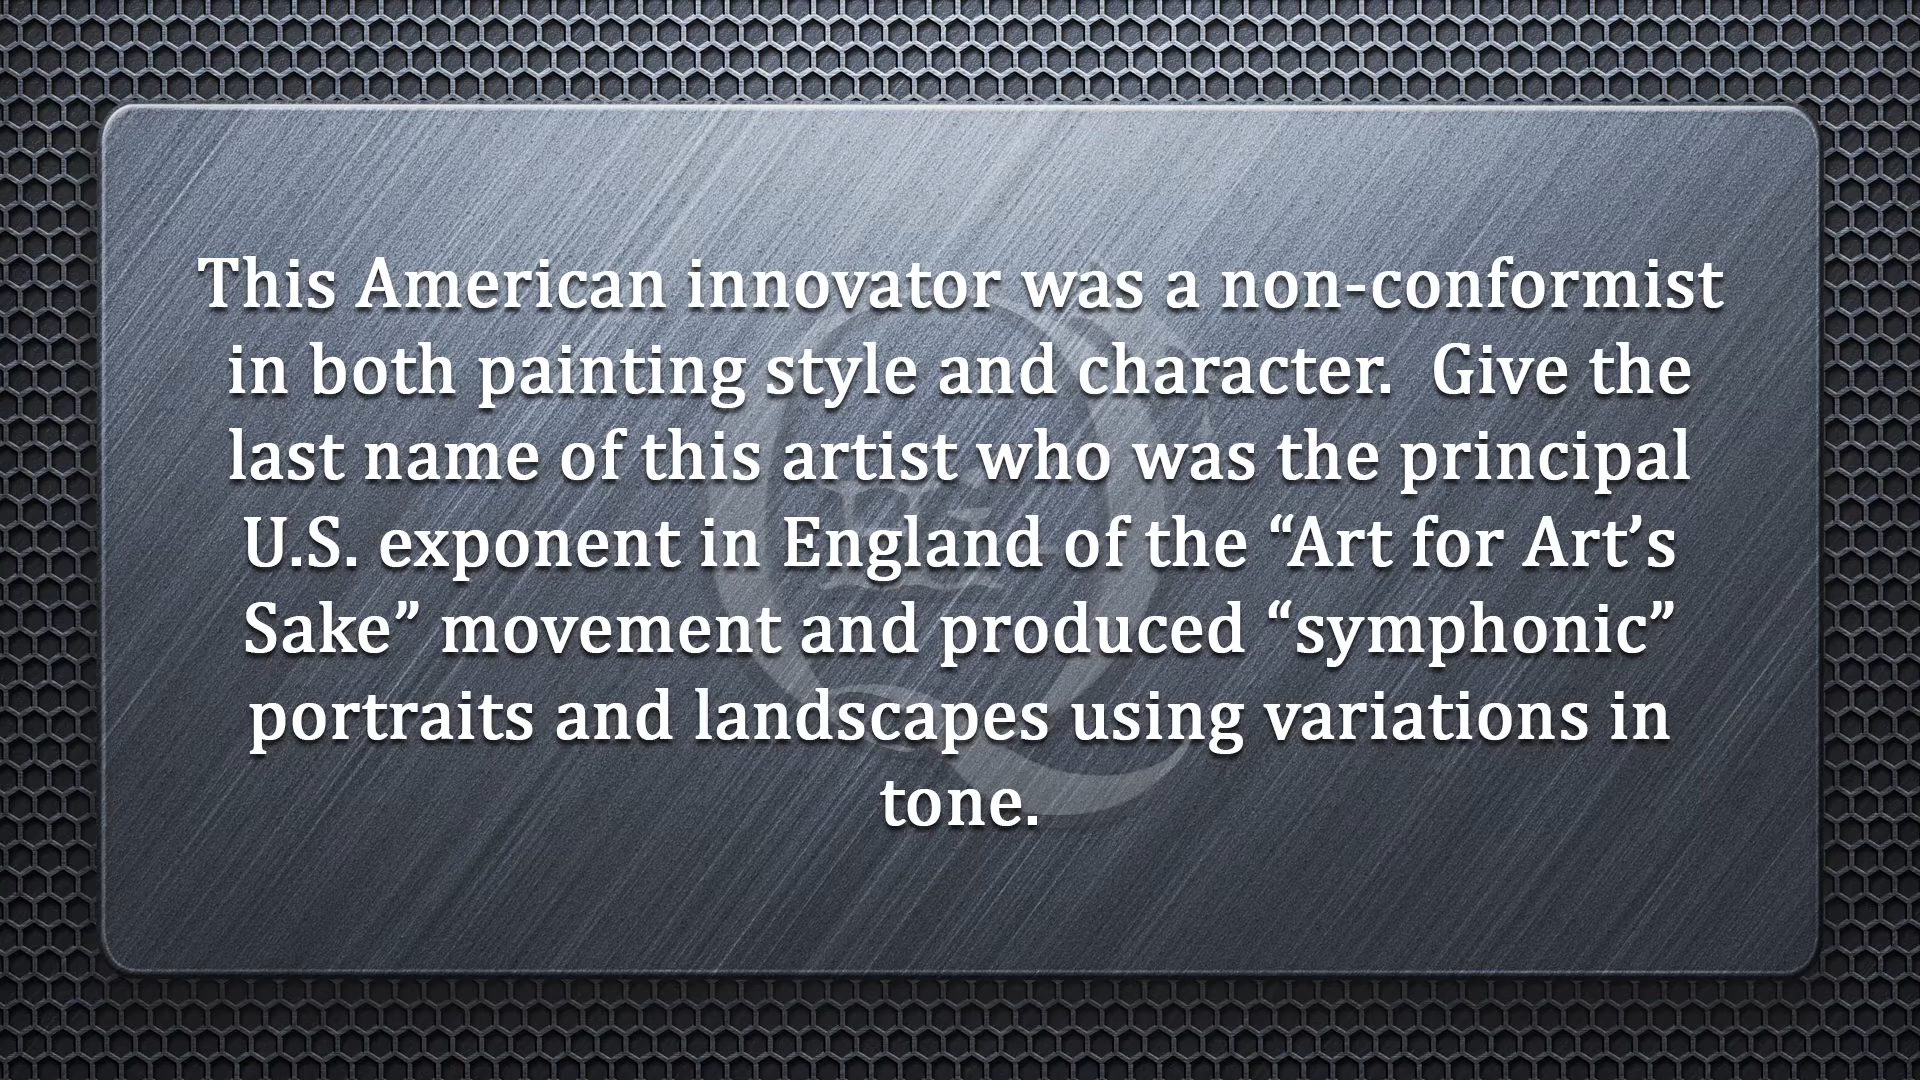 This American innovator was a non-conformist
in both painting style and character.  Give the
last name of this artist who was the principal
U.S. exponent in England of the “Art for Art’s
Sake” movement and produced “symphonic”
portraits and landscapes using variations in
tone.